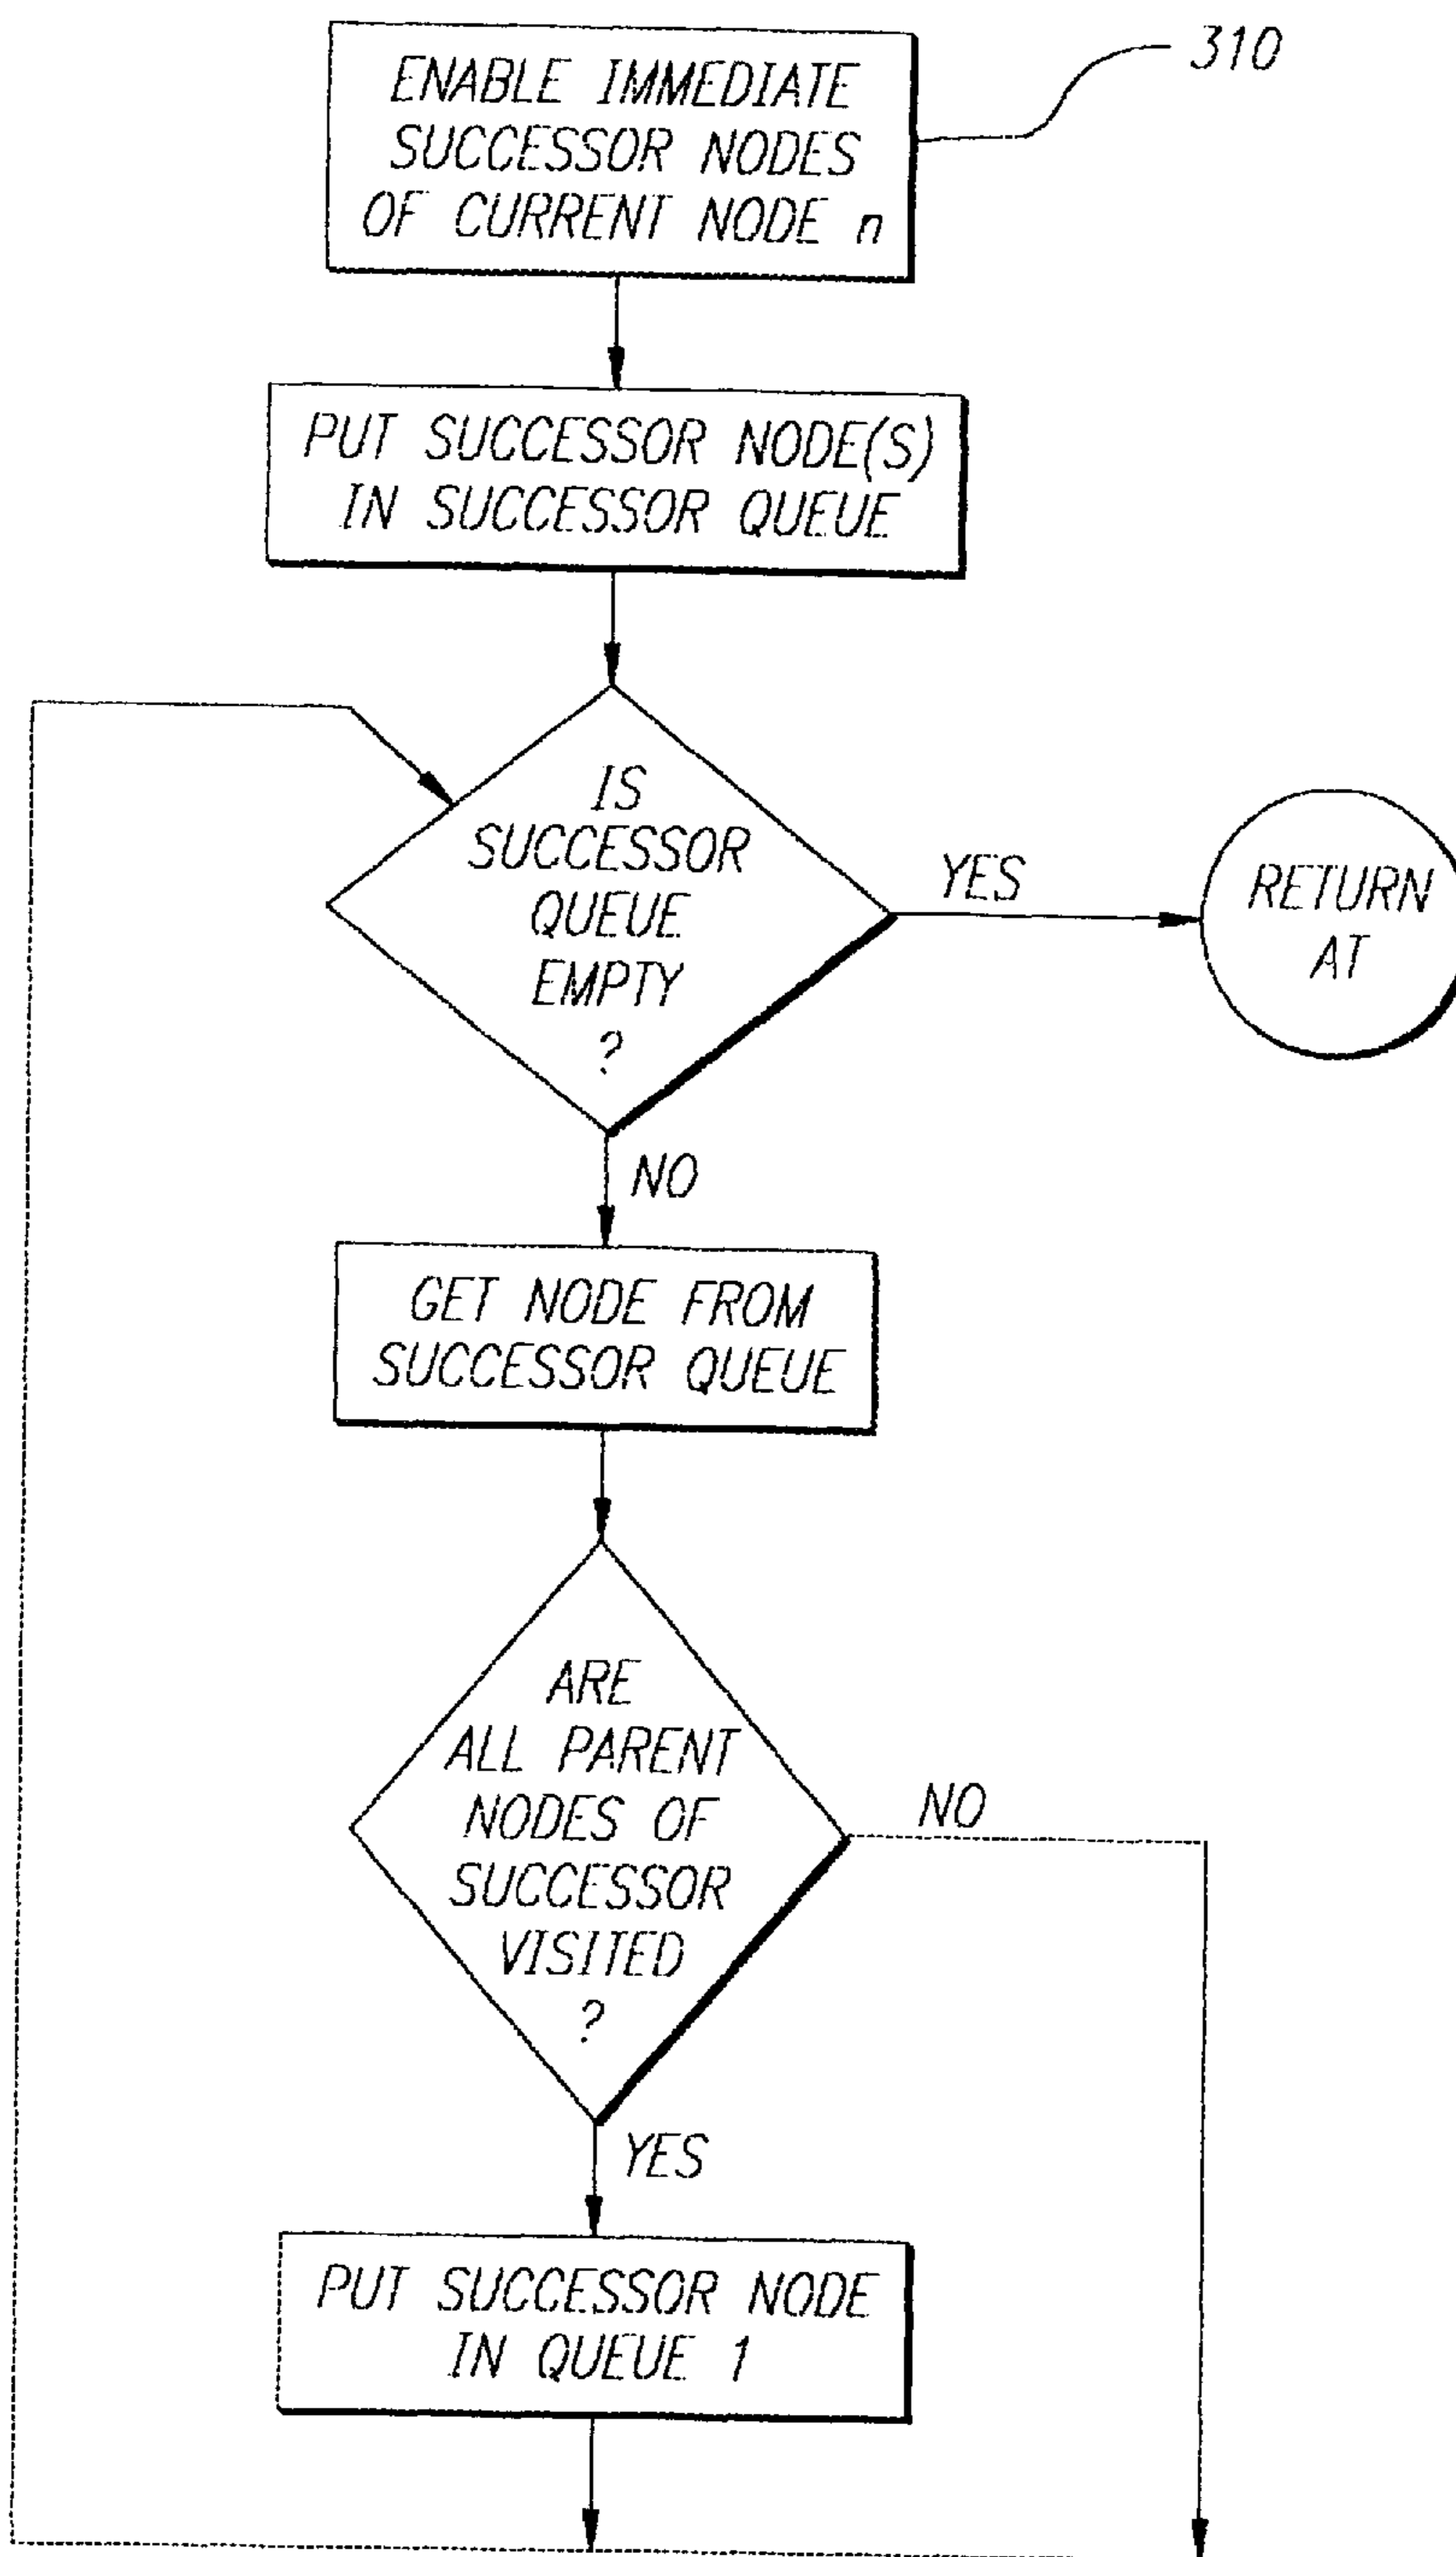 310
ENABLE IMMEDIATE
SUCCESSOR NODES
OF CURRENT NODE n
PUT SUCCESSOR NODE(S)
IN SUCCESSOR QUEUE
IS
SUCCESSOR
QUEUE
EMPTY
?
YES
RETURN
AT
NO
GET NODE FROM
SUCCESSOR QUEUE
ARE
ALL PARENT
NODES OF
SUCCESSOR
VISITED
?
NO
YES
PUT SUCCESSOR NODE
IN QUEUE 1